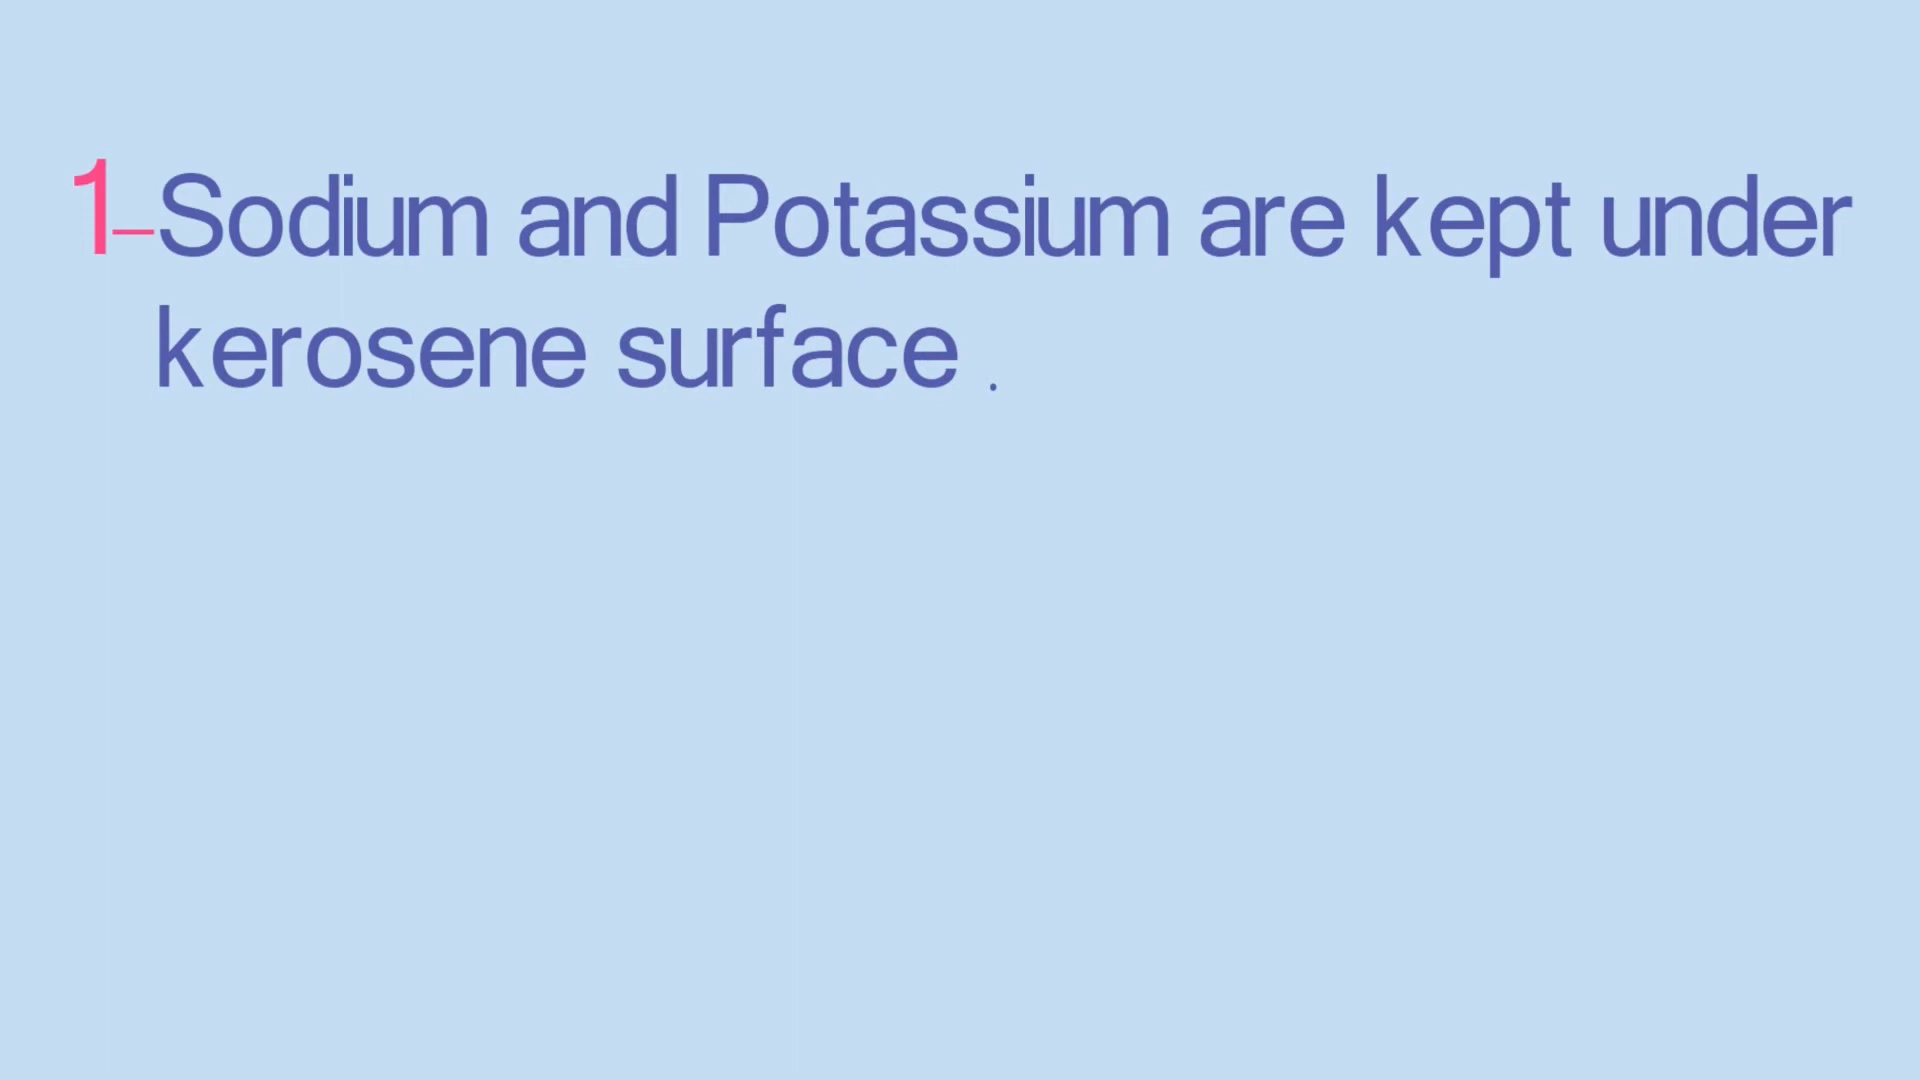 1-Sodium and Potassium are kept under
kerosene surface .